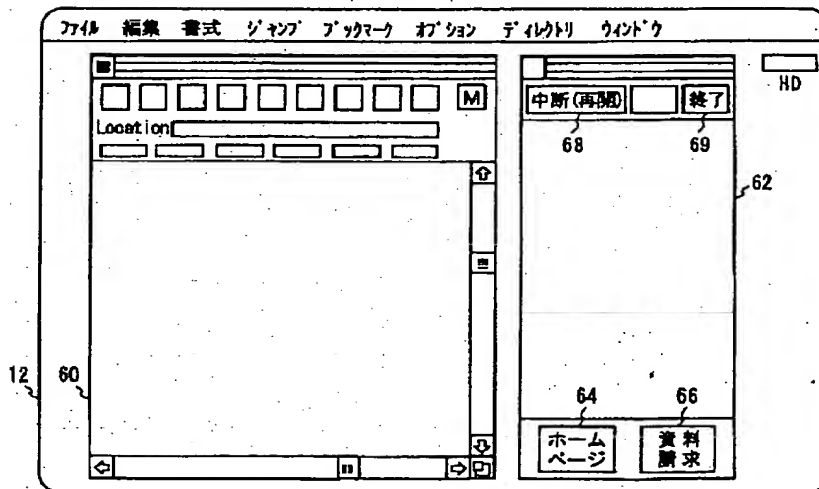 ファイル 編集 書式 ジャンプ ブックマーク オプション ディレクトリ ウィンドウ
HD
M
中断(再開) 終了
Location
68 69
62
12 60
64 66
ホーム
ページ
資料
請求